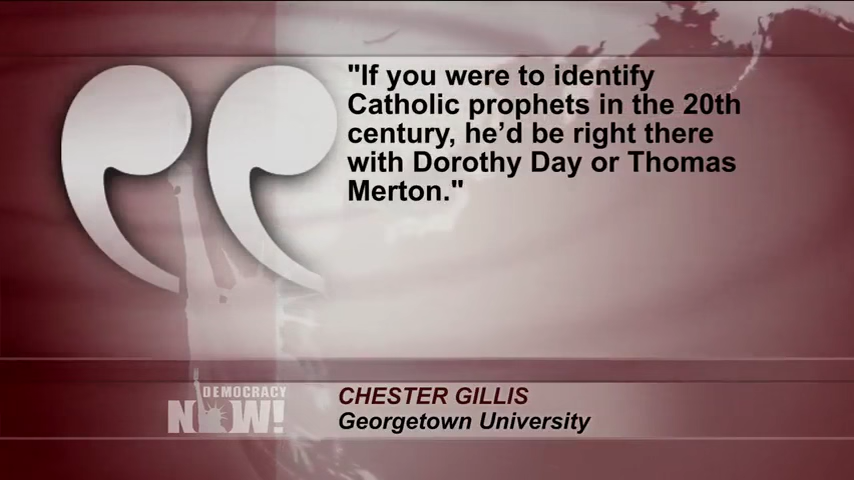 "If you were to identify
Catholic prophets in the 20th
century, he’d be right there
with Dorothy Day or Thomas
Merton."
CHESTER GILLIS
Georgetown University
DEMOCRACY
NOW!